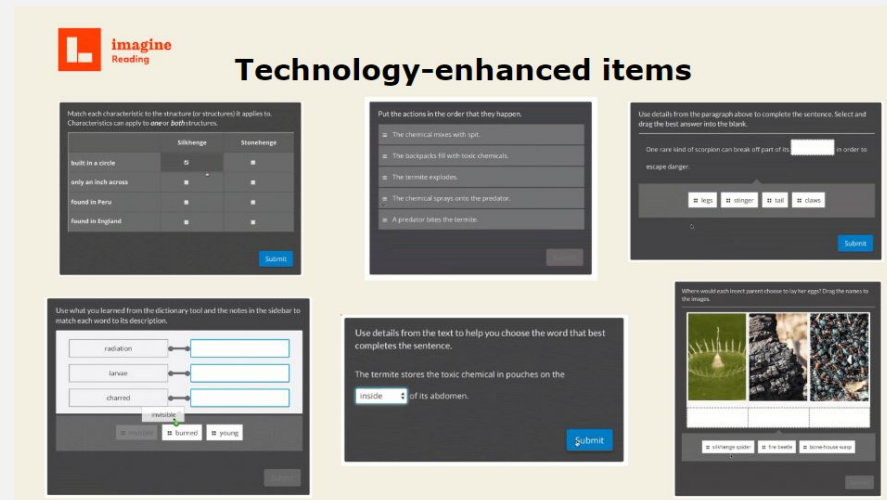 imagine
Reading
Technology-enhanced items
Match each characteristic to the structure (or structures) it applies to.
Characteristics can apply to one or both structures.
Silkhenge Stonehenge
built in a circle
only an inch across
found in Peru
found in England
Submit
Put the actions in the order that they happen.
The chemical mixes with spit.
The backpacks fill with toxic chemicals.
The termite explodes.
The chemical sprays onto the predator.
A predator bites the termite.
Use details from the paragraph above to complete the sentence. Select and
drag the best answer into the blank.
One rare kind of scorpion can break off part of its in order to
escape danger.
legs stinger tail claws
Submit
Use what you learned from the dictionary tool and the notes in the sidebar to
match each word to its description.
radiation
larvae
charred
invisible
burned young
Use details from the text to help you choose the word that best
completes the sentence.
The termite stores the toxic chemical in pouches on the
inside of its abdomen.
Submit
Where would each insect parent choose to lay her eggs? Drag the names to
the images.
silkhenge spider fire beetle bone-house wasp